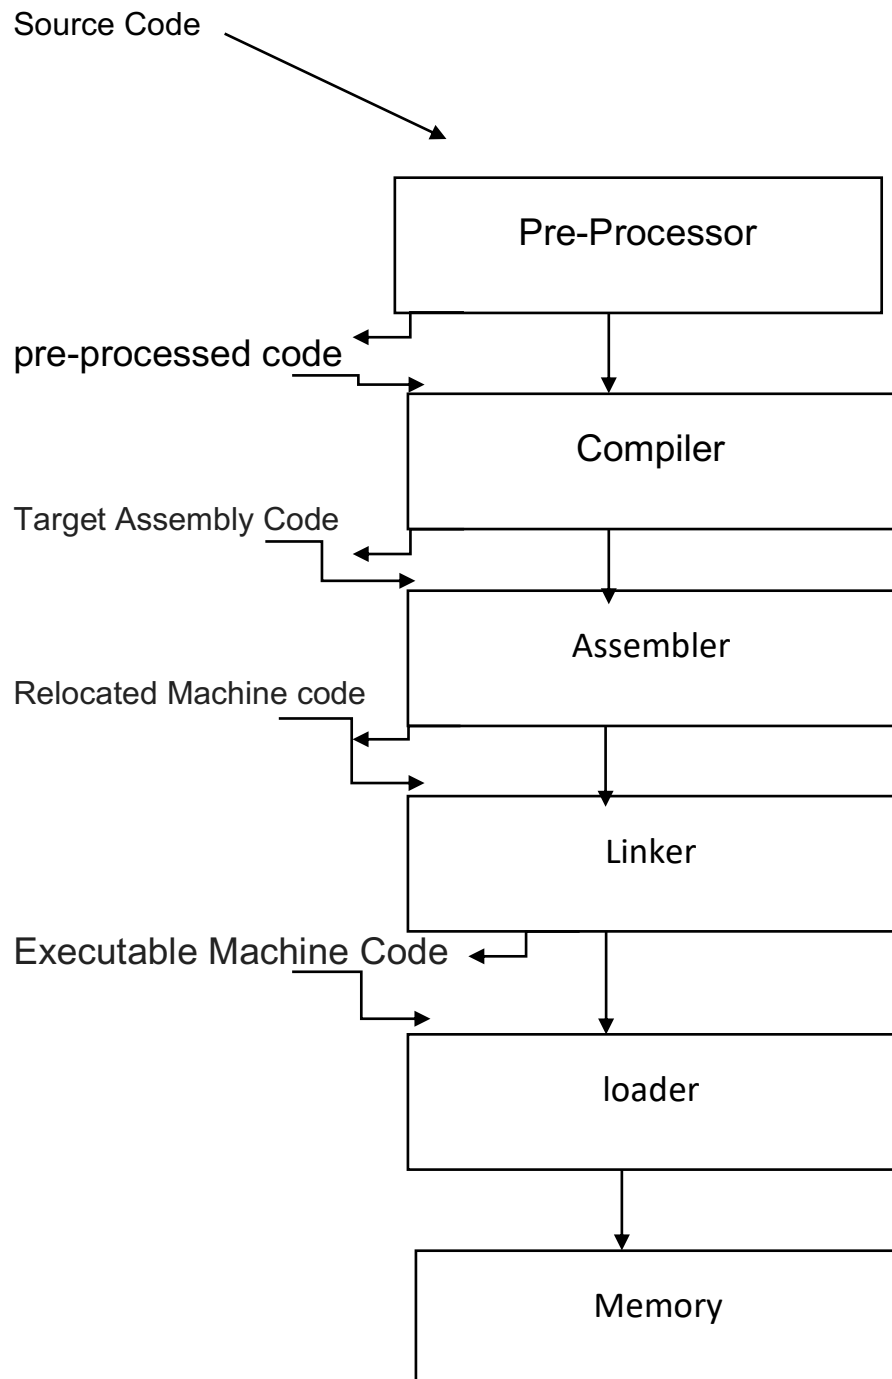 Source Code
Pre-Processor
pre-processed code
Compiler
Target Assembly Code
Assembler
Relocated Machine code
Linker
Executable Machine Code
loader
Memory